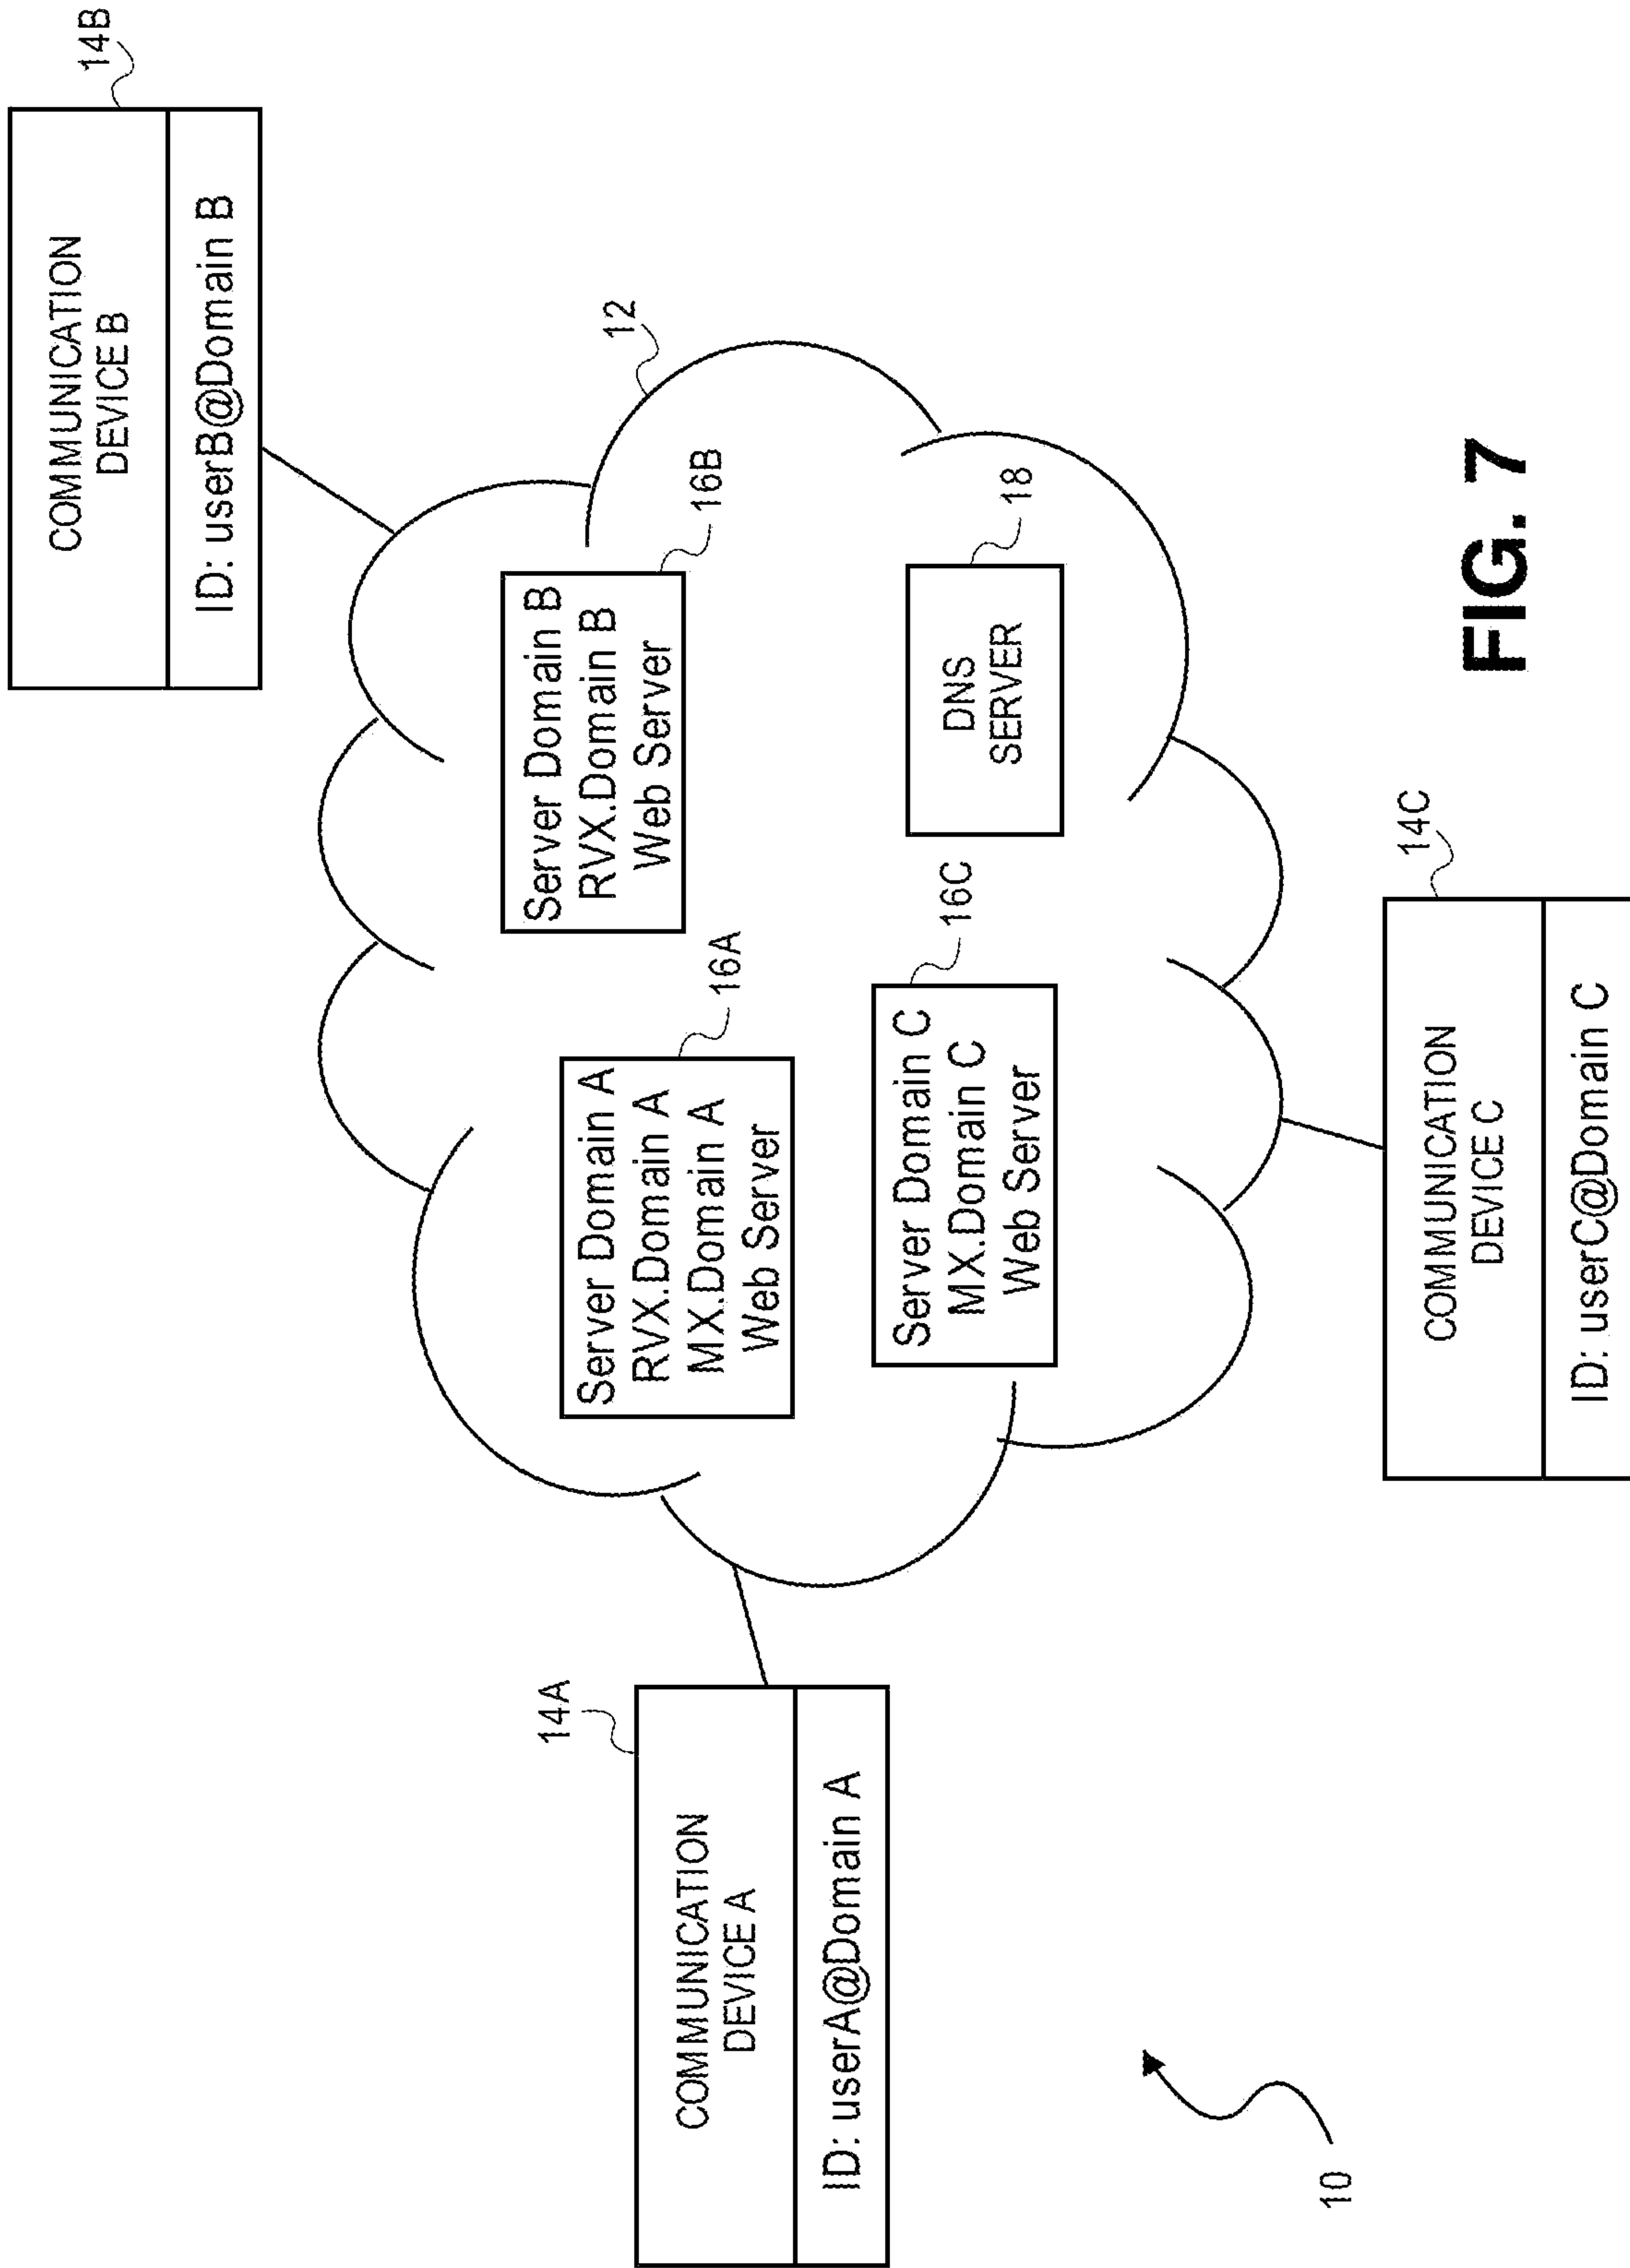 COMMUNICATION
DEVICE B
ID: userB@Domain B
14B
12
Server Domain B
RVX.Domain B
Web Server
16B
Server Domain A
RVX.Domain A
MX.Domain A
Web Server
16A
14A
COMMUNICATION
DEVICE A
ID: userA@Domain A
Server Domain C
MX.Domain C
Web Server
16C
DNS
SERVER
18
COMMUNICATION
DEVICE C
ID: userC@Domain C
14C
10
FIG. 7